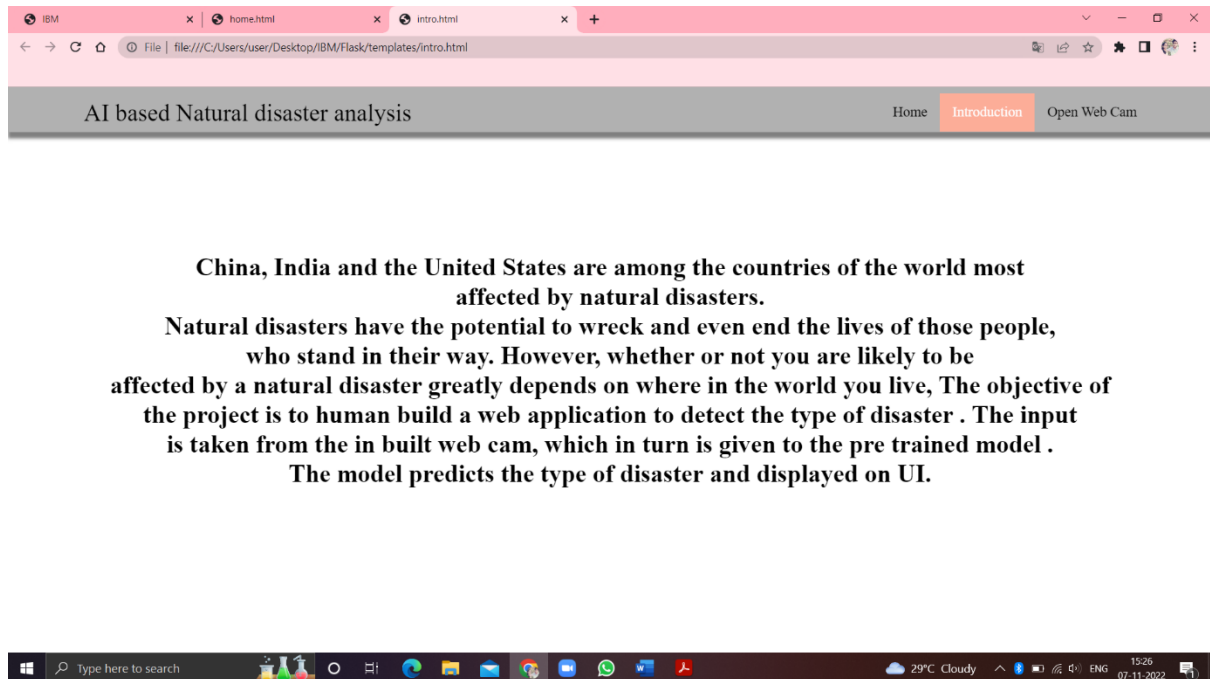 IBM
home.html
intro.html
File | file:///C:/Users/user/Desktop/IBM/Flask/templates/intro.html
AI based Natural disaster analysis
Home Introduction Open Web Cam
China, India and the United States are among the countries of the world most
affected by natural disasters.
Natural disasters have the potential to wreck and even end the lives of those people,
who stand in their way. However, whether or not you are likely to be
affected by a natural disaster greatly depends on where in the world you live, The objective of
the project is to human build a web application to detect the type of disaster . The input
is taken from the in built web cam, which in turn is given to the pre trained model .
The model predicts the type of disaster and displayed on UI.
Type here to search
29°C Cloudy
ENG
15:26
07-11-2022
1